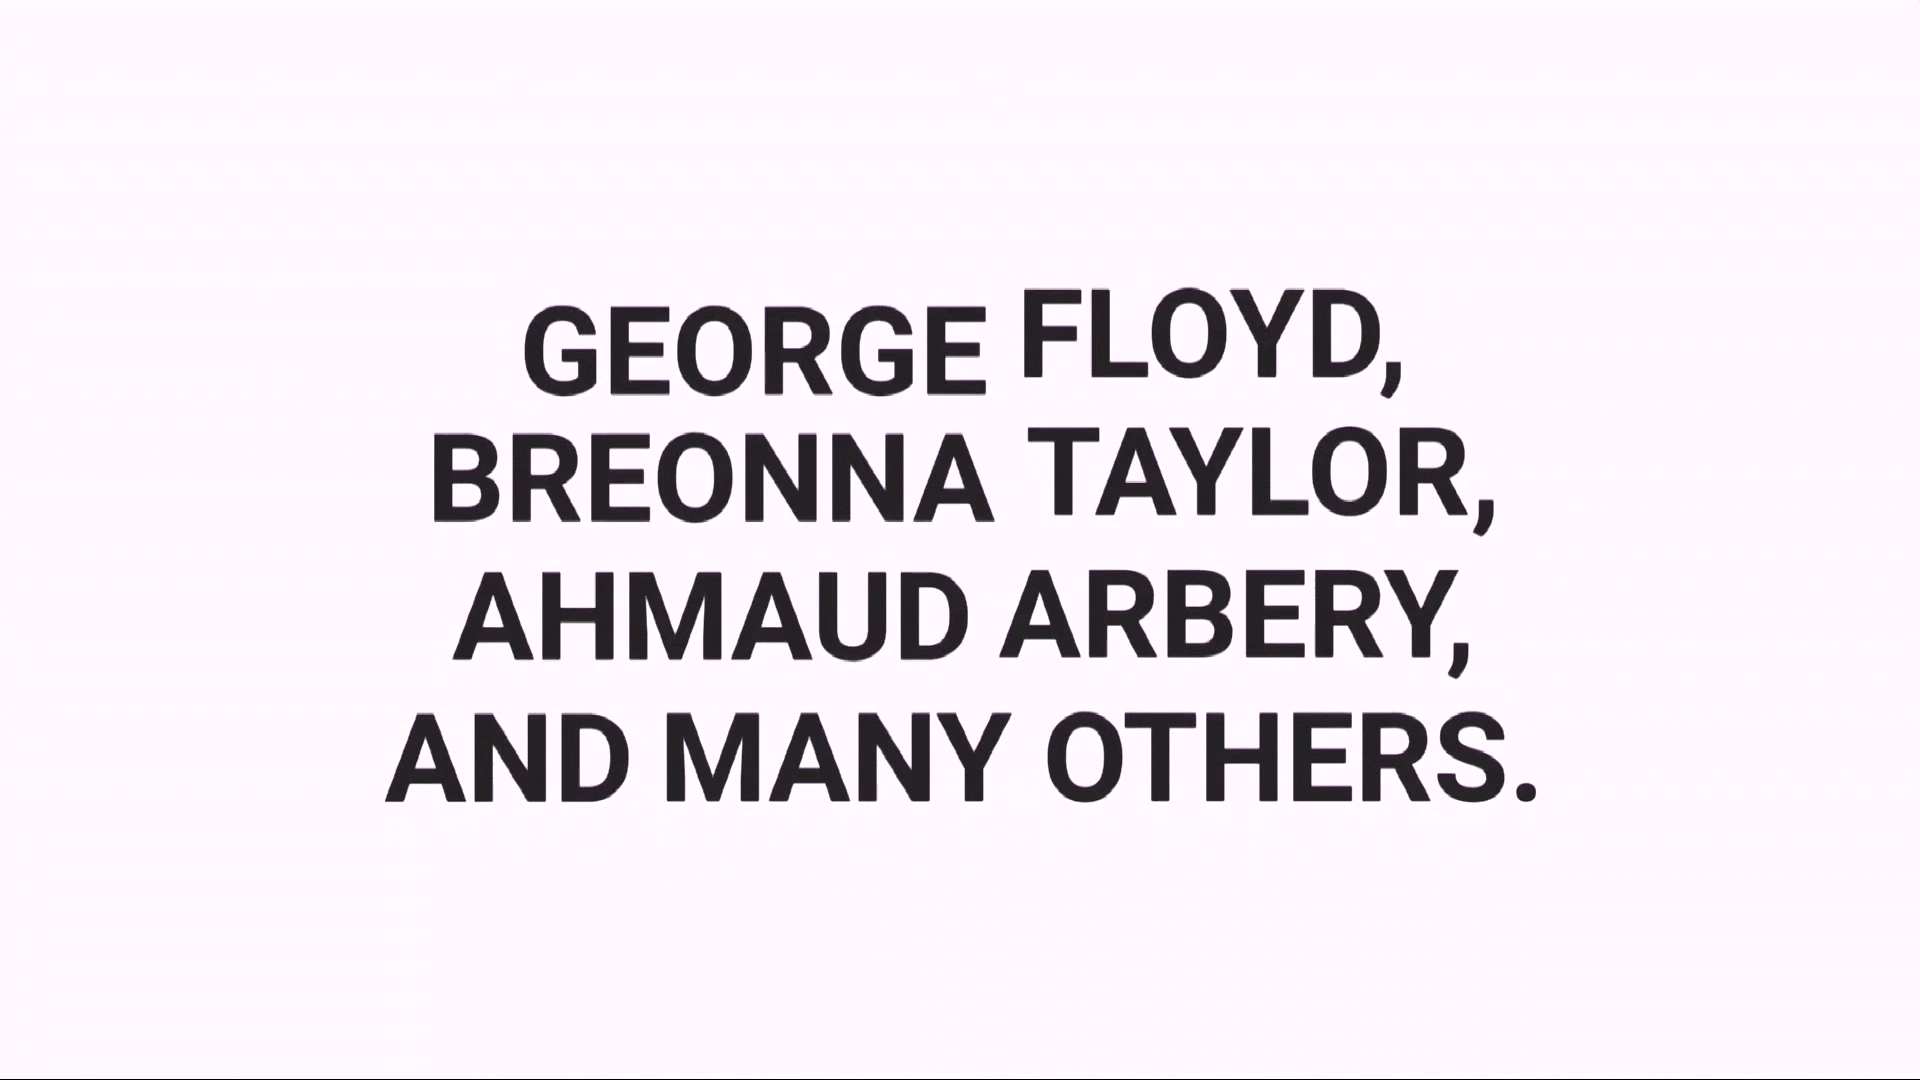 GEORGE FLOYD,
BREONNA TAYLOR,
AHMAUD ARBERY,
AND MANY OTHERS.